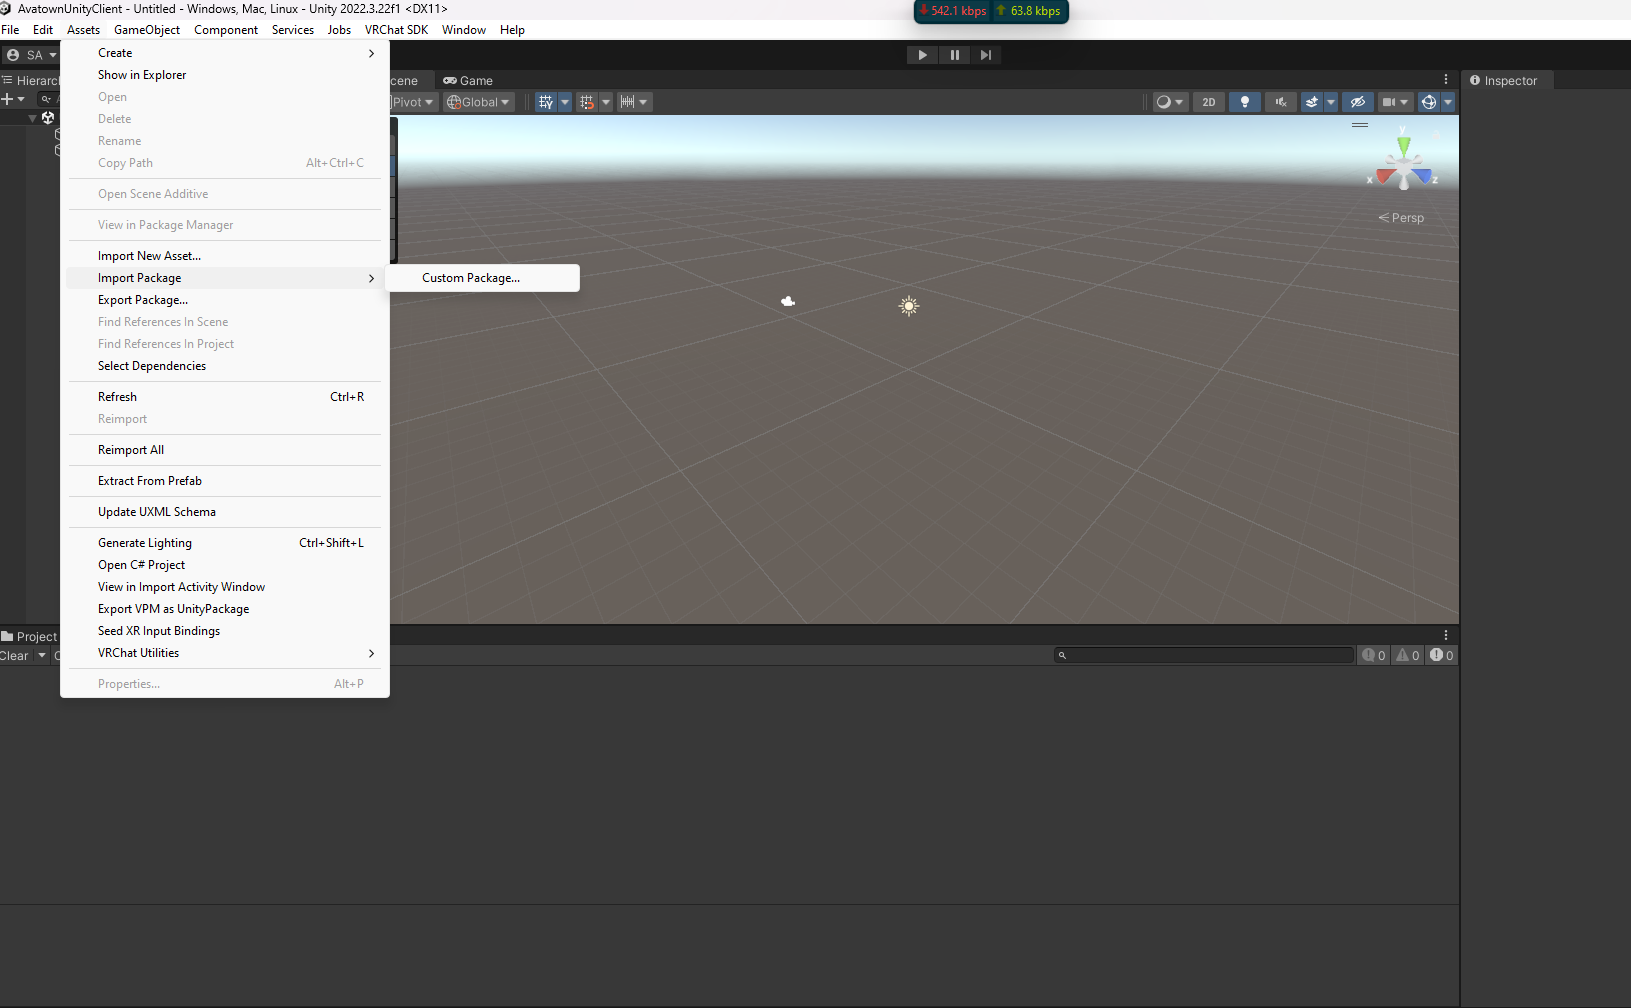 AvatownUnityClient - Untitled - Windows, Mac, Linux - Unity 2022.3.22f1 <DX11>
542.1 kbps 63.8 kbps
File Edit Assets GameObject Component Services Jobs VRChat SDK Window Help
SA
Hierarc
cene
Game
Inspector
Pivot
Global
2D
y
x
z
Persp
Create
Show in Explorer
Open
Delete
Rename
Copy Path Alt+Ctrl+C
Open Scene Additive
View in Package Manager
Import New Asset...
Import Package
Custom Package...
Export Package...
Find References In Scene
Find References In Project
Select Dependencies
Refresh Ctrl+R
Reimport
Reimport All
Extract From Prefab
Update UXML Schema
Generate Lighting Ctrl+Shift+L
Open C# Project
View in Import Activity Window
Export VPM as UnityPackage
Seed XR Input Bindings
VRChat Utilities
Properties... Alt+P
Project
Clear
0 0 0